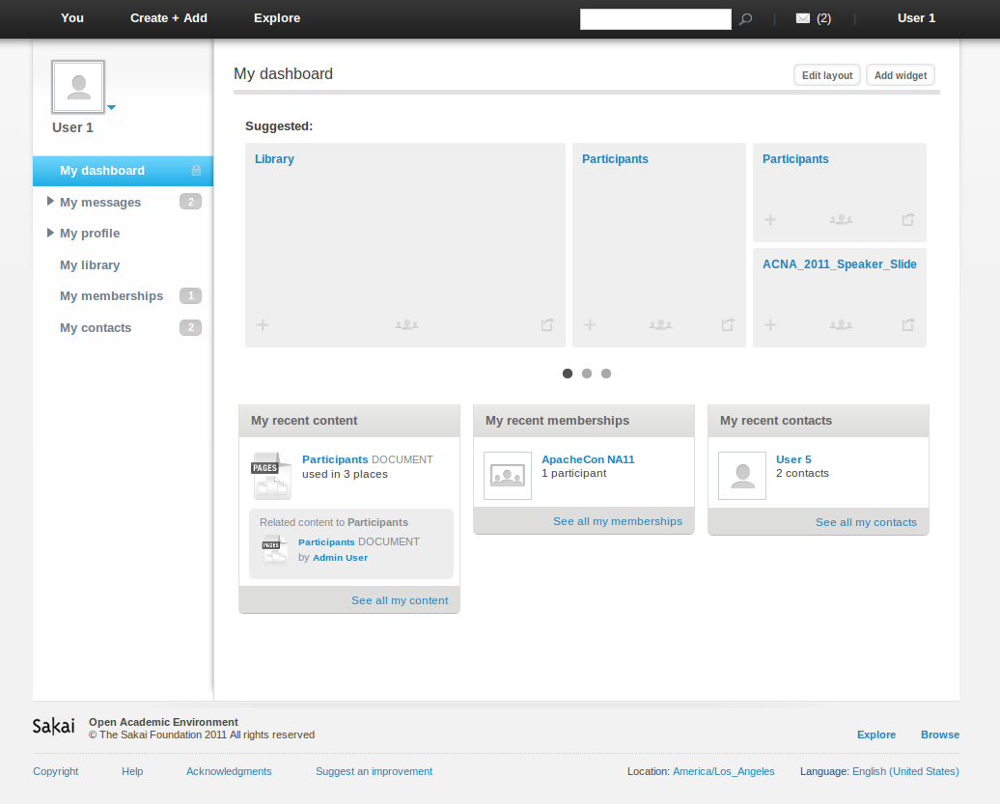 You Create + Add Explore (2) User 1
User 1
My dashboard
My messages 2
My profile
My library
My memberships 1
My contacts 2
My dashboard Edit layout Add widget
Suggested:
Library
Participants
Participants
ACNA_2011_Speaker_Slide
My recent content
PAGES
Participants DOCUMENT
used in 3 places
Related content to Participants
PAGES
Participants DOCUMENT
by Admin User
See all my content
My recent memberships
ApacheCon NA11
1 participant
See all my memberships
My recent contacts
User 5
2 contacts
See all my contacts
Sakai
Open Academic Environment
© The Sakai Foundation 2011 All rights reserved
Explore Browse
Copyright Help Acknowledgments Suggest an improvement Location: America/Los_Angeles Language: English (United States)